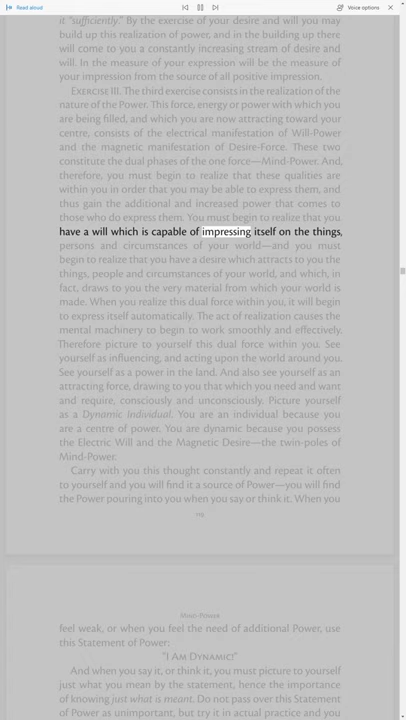 Read aloud
Voice options
it "sufficiently." By the exercise of your desire and will you may
build up this realization of power, and in the building up there
will come to you a constantly increasing stream of desire and
will. In the measure of your expression will be the measure of
your impression from the source of all positive impression.
EXERCISE III. The third exercise consists in the realization of the
nature of the Power. This force, energy or power with which you
are being filled, and which you are now attracting toward your
centre, consists of the electrical manifestation of Will-Power
and the magnetic manifestation of Desire-Force. These two
constitute the dual phases of the one force—Mind-Power. And,
therefore, you must begin to realize that these qualities are
within you in order that you may be able to express them, and
thus gain the additional and increased power that comes to
those who do express them. You must begin to realize that you
have a will which is capable of impressing itself on the things,
persons and circumstances of your world—and you must
begin to realize that you have a desire which attracts to you the
things, people and circumstances of your world, and which, in
fact, draws to you the very material from which your world is
made. When you realize this dual force within you, it will begin
to express itself automatically. The act of realization causes the
mental machinery to begin to work smoothly and effectively.
Therefore picture to yourself this dual force within you. See
yourself as influencing, and acting upon the world around you.
See yourself as a power in the land. And also see yourself as an
attracting force, drawing to you that which you need and want
and require, consciously and unconsciously. Picture yourself
as a Dynamic Individual. You are an individual because you
are a centre of power. You are dynamic because you possess
the Electric Will and the Magnetic Desire—the twin-poles of
Mind-Power.
Carry with you this thought constantly and repeat it often
to yourself and you will find it a source of Power—you will find
the Power pouring into you when you say or think it. When you
MIND-POWER
feel weak, or when you feel the need of additional Power, use
this Statement of Power:
"I AM DYNAMIC!"
And when you say it, or think it, you must picture to yourself
just what you mean by the statement, hence the importance
of knowing just what is meant. Do not pass over this Statement
of Power as unimportant, but try it in actual practice and you